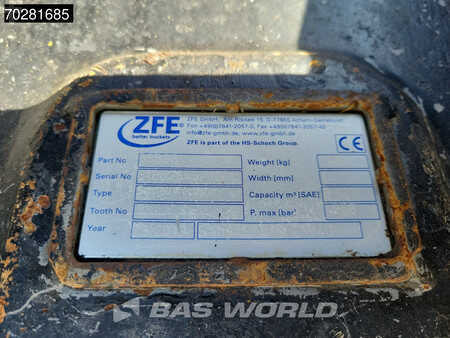 70281685
ZFE
better buckets
ZFE GmbH, Am Rückes 15, D-77855 Achern-Gamshurst
Fon +49(0)7841-2057-0, Fax +49(0)7841-2057-40
info@zfe-gmbh.de, www.zfe-gmbh.de
ZFE is part of the HS-Schoch Group.
CE
Part No
Weight [kg]
Serial No
Width [mm]
Type
Capacity m³ (SAE)
Tooth No
P. max [bar]
Year
BAS WORLD